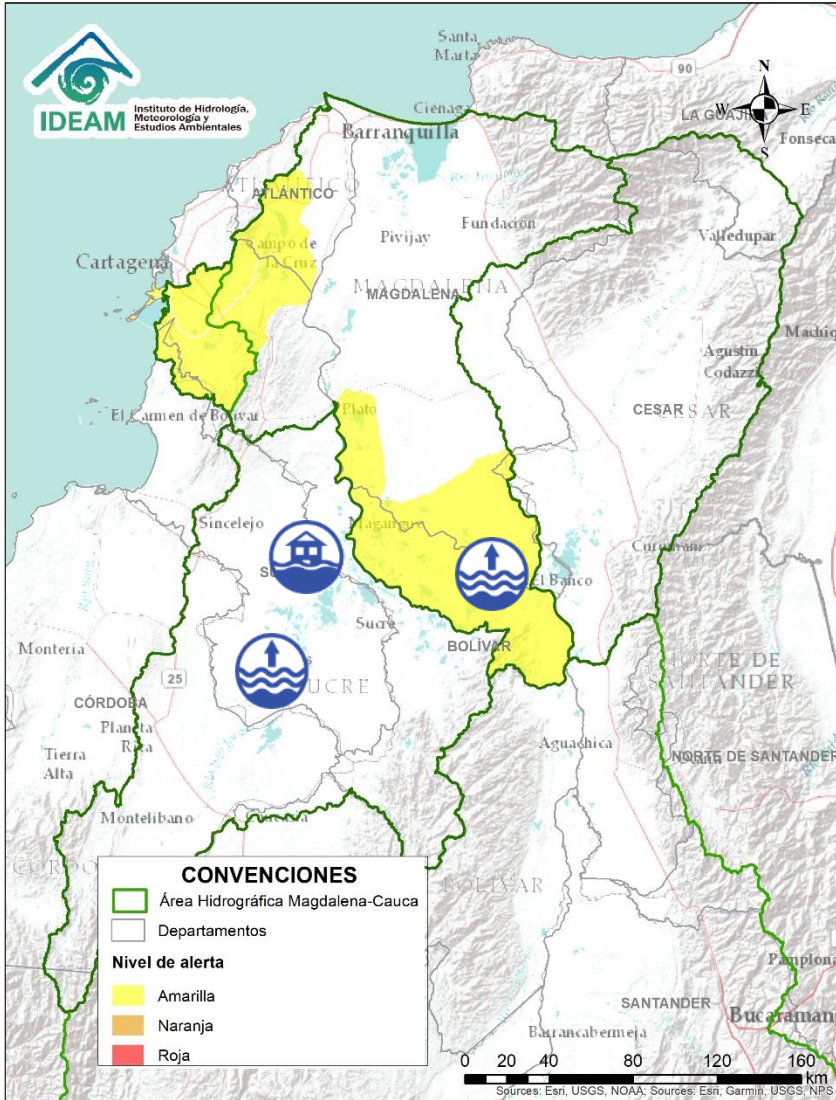 IDEAM
Instituto de Hidrología,
Meteorología y
Estudios Ambientales
Santa
Marta
90
N
W
E
S
LA GUAJI
Ciénaga
Barranquilla
Fonseca
ATLÁNTICO
Fundación
Pivijay
Valledupar
Campo de
la Cruz
Cartagena
MAGDALENA
MAGDALENA
Agustín
Codazzi
CESAR
CESAR
El Carmen de Bolívar
Plato
Sincelejo
Magangué
El Banco
Sucre
BOLÍVAR
Montería
SUCRE
25
CÓRDOBA
NORTE DE
SANTANDER
Planeta
Rica
Tierra
Alta
Aguachica
NORTE DE SANTANDER
Montelibano
BOLÍVAR
CONVENCIONES
Área Hidrográfica Magdalena-Cauca
Departamentos
Nivel de alerta
Amarilla
Naranja
Roja
Pamplona
SANTANDER
Bucaraman
Barrancabermeja
0 20 40 80 120 160
km
Sources: Esri, USGS, NOAA; Sources: Esri, Garmin, USGS, NPS